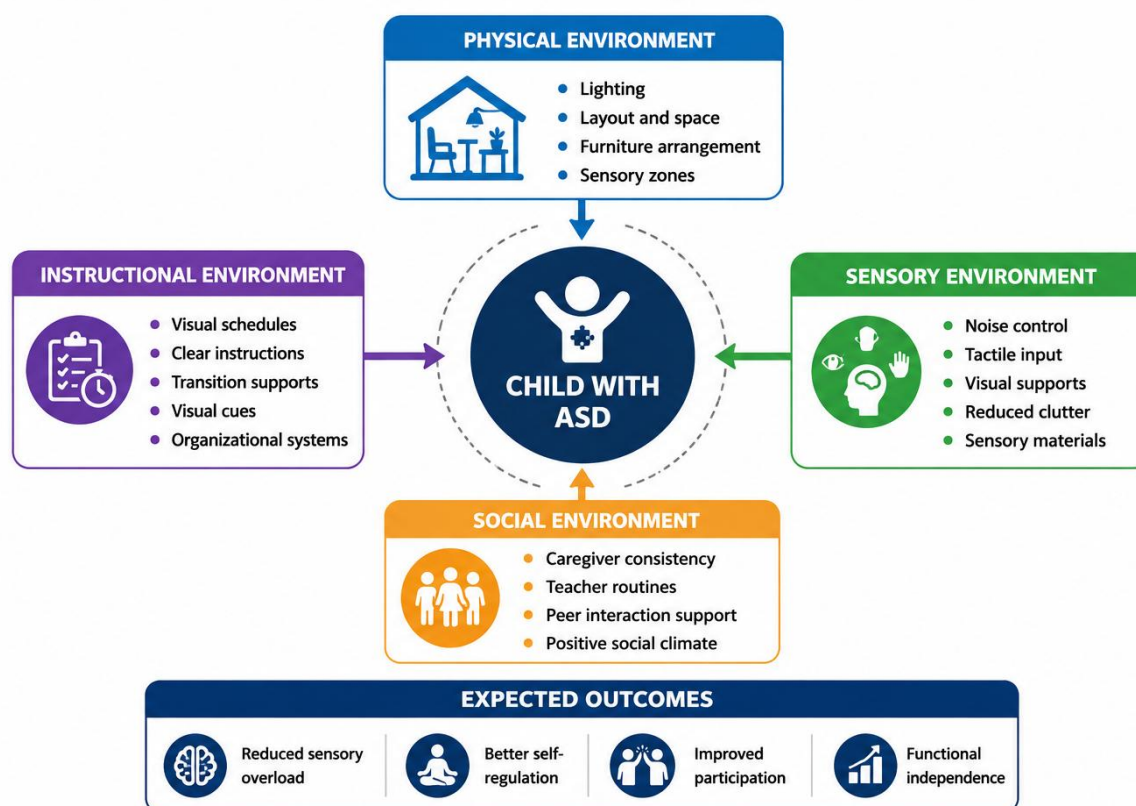 PHYSICAL ENVIRONMENT
Lighting
Layout and space
Furniture arrangement
Sensory zones
INSTRUCTIONAL ENVIRONMENT
Visual schedules
Clear instructions
Transition supports
Visual cues
Organizational systems
CHILD WITH
ASD
SENSORY ENVIRONMENT
Noise control
Tactile input
Visual supports
Reduced clutter
Sensory materials
SOCIAL ENVIRONMENT
Caregiver consistency
Teacher routines
Peer interaction support
Positive social climate
EXPECTED OUTCOMES
Reduced sensory
overload
Better self-
regulation
Improved
participation
Functional
independence